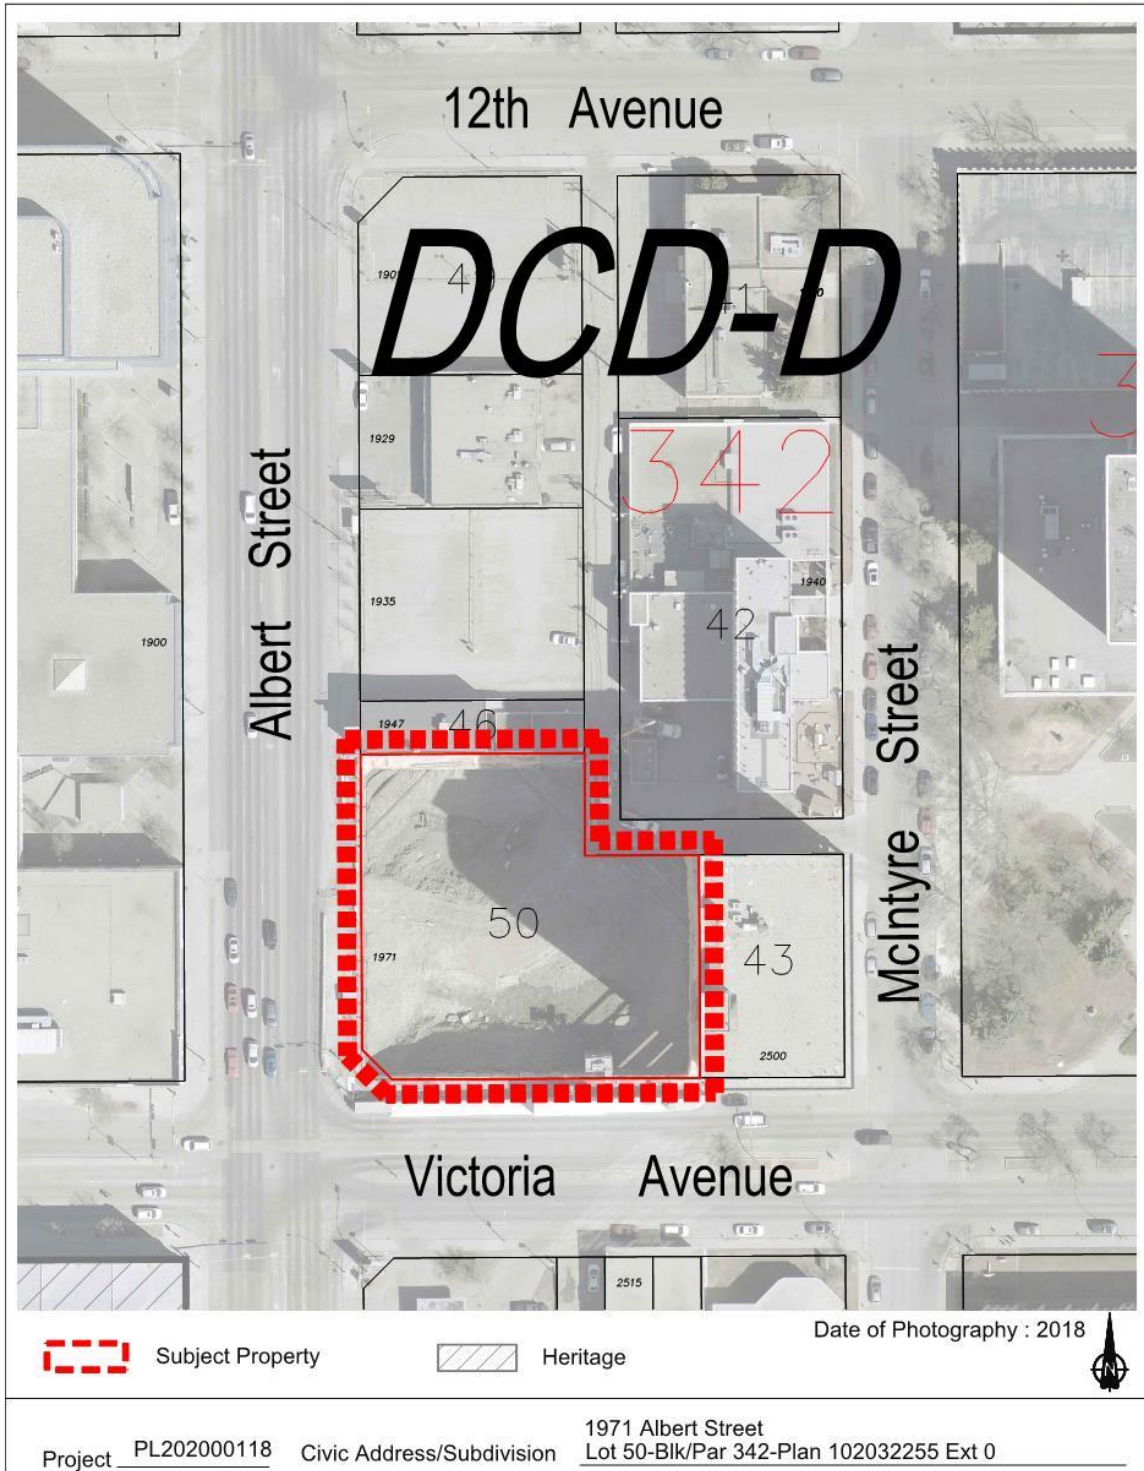 12th Avenue
DCD-D
1929
342
3
Albert Street
1935
1940
42
1900
McIntyre Street
1947
46
50
1971
43
2500
Victoria Avenue
2515
Date of Photography : 2018
Subject Property
Heritage
N
1971 Albert Street
Project PL202000118 Civic Address/Subdivision Lot 50-Blk/Par 342-Plan 102032255 Ext 0